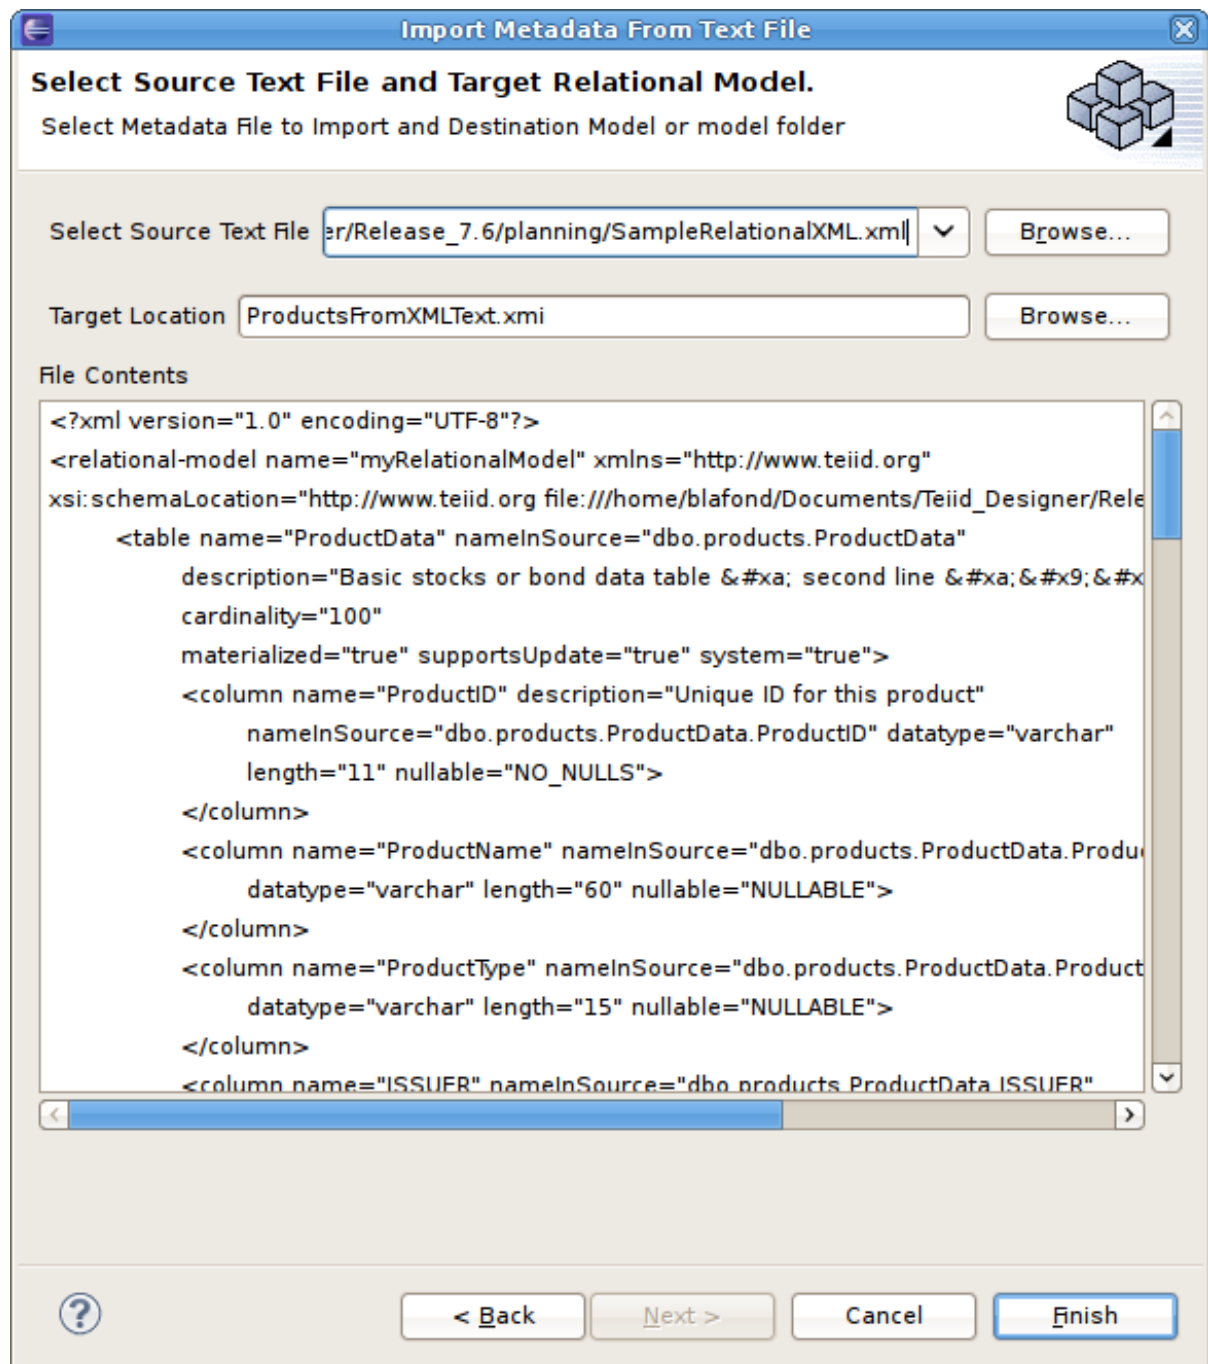 Import Metadata From Text File
Select Source Text File and Target Relational Model.
Select Metadata File to Import and Destination Model or model folder
Select Source Text File er/Release_7.6/planning/SampleRelationalXML.xml Browse...
Target Location ProductsFromXMLText.xmi Browse...
File Contents
<?xml version="1.0" encoding="UTF-8"?>
<relational-model name="myRelationalModel" xmlns="http://www.teiid.org"
xsi:schemaLocation="http://www.teiid.org file:///home/blafond/Documents/Teiid_Designer/Rele
<table name="ProductData" nameInSource="dbo.products.ProductData"
description="Basic stocks or bond data table &#xa; second line &#xa;&#x9;&#x
cardinality="100"
materialized="true" supportsUpdate="true" system="true">
<column name="ProductID" description="Unique ID for this product"
nameInSource="dbo.products.ProductData.ProductID" datatype="varchar"
length="11" nullable="NO_NULLS">
</column>
<column name="ProductName" nameInSource="dbo.products.ProductData.Produ
datatype="varchar" length="60" nullable="NULLABLE">
</column>
<column name="ProductType" nameInSource="dbo.products.ProductData.Product
datatype="varchar" length="15" nullable="NULLABLE">
</column>
<column name="ISSUER" nameInSource="dbo.products.ProductData.ISSUER"
< Back Next > Cancel Finish